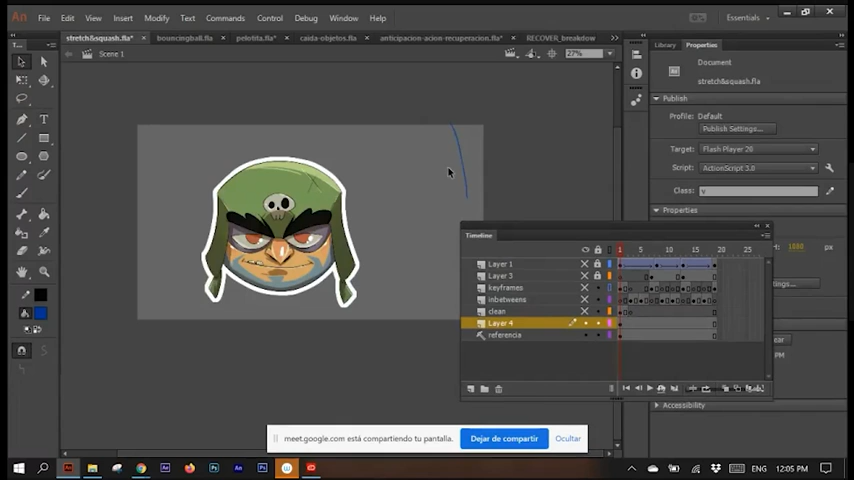 An File Edit View Insert Modify Text Commands Control Debug Window Help Essentials
stretch&squash.fla* bouncingball.fla pelotita.fla* caida-objetos.fla anticipacion-acion-recuperacion.fla* RECOVER_breakdow
Scene 1 27%
Library Properties
Document
stretch&squash.fla
Publish
Profile: Default
Publish Settings...
Target: Flash Player 20
Script: ActionScript 3.0
Class:
Properties
1080 px
Timeline
1 5 10 15 20 25
Layer 1
Layer 3
keyframes
inbetweens
clean
Layer 4
referencia
Accessibility
meet.google.com está compartiendo tu pantalla. Dejar de compartir Ocultar
ENG 12:05 PM